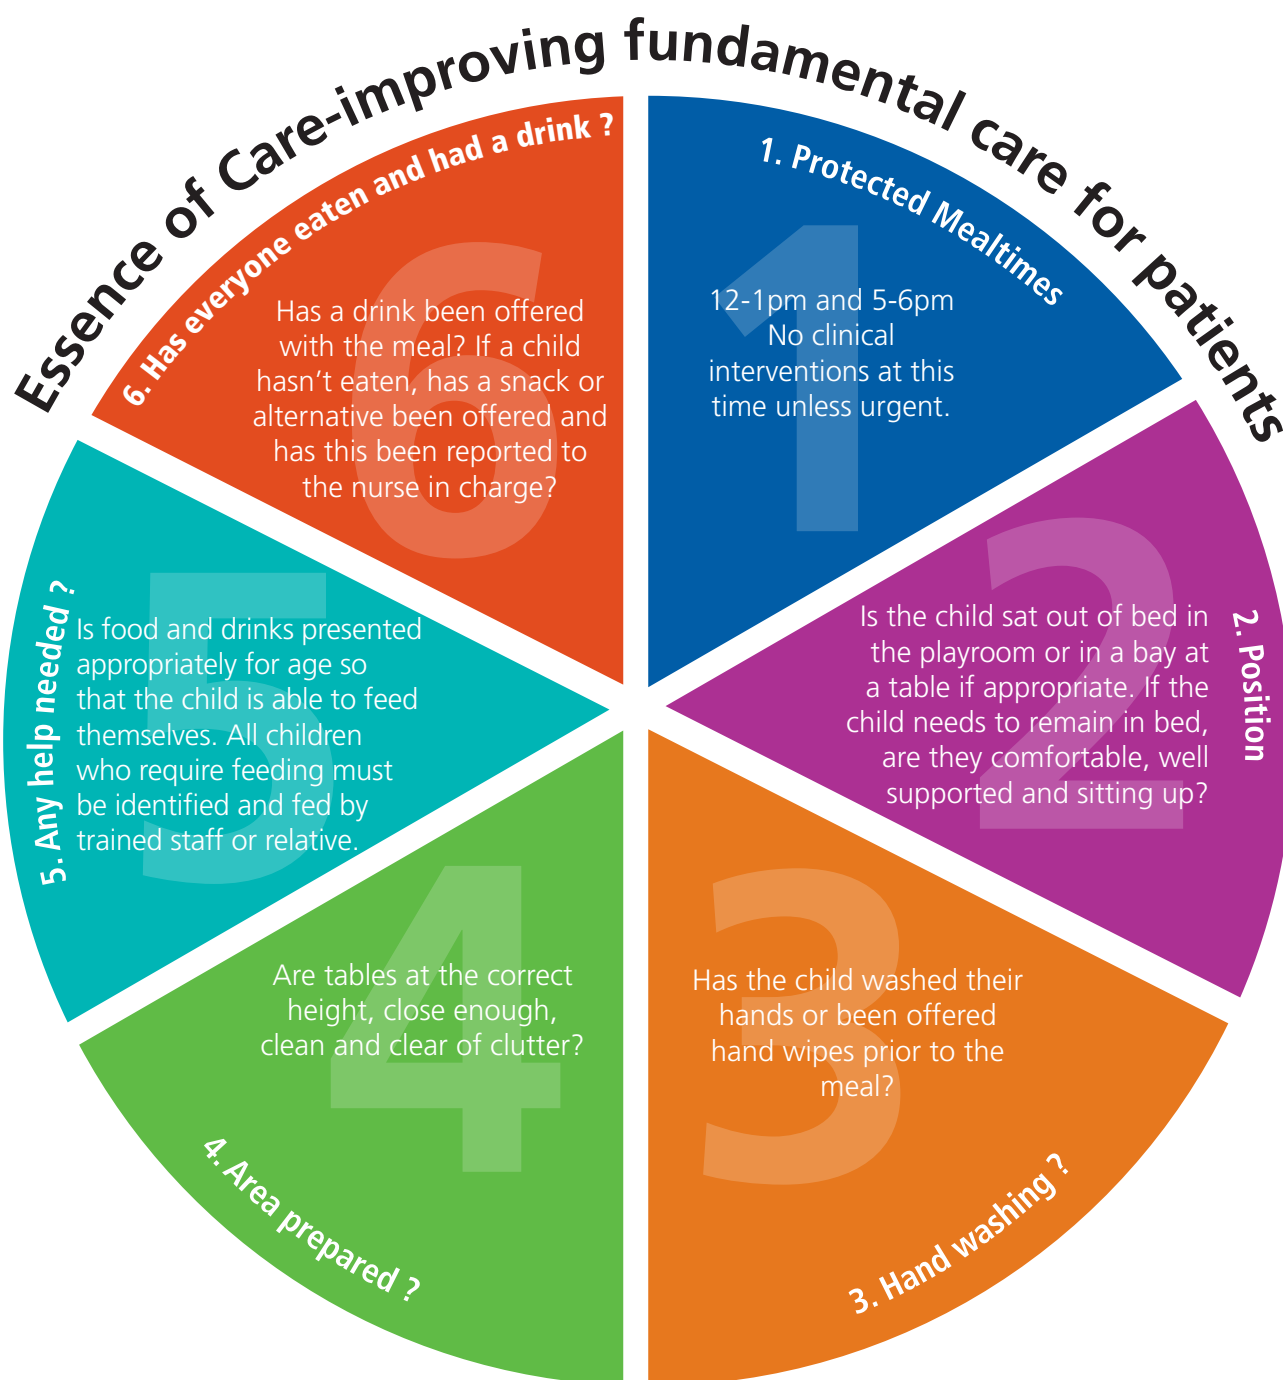 Essence of Care-improving fundamental care for patients
1. Protected Mealtimes
1
12-1pm and 5-6pm
No clinical
interventions at this
time unless urgent.
2. Position
2
Is the child sat out of bed in
the playroom or in a bay at
a table if appropriate. If the
child needs to remain in bed,
are they comfortable, well
supported and sitting up?
3
Has the child washed their
hands or been offered
hand wipes prior to the
meal?
3. Hand washing ?
4
Are tables at the correct
height, close enough,
clean and clear of clutter?
4. Area prepared ?
5. Any help needed ?
5
Is food and drinks presented
appropriately for age so
that the child is able to feed
themselves. All children
who require feeding must
be identified and fed by
trained staff or relative.
6. Has everyone eaten and had a drink ?
6
Has a drink been offered
with the meal? If a child
hasn't eaten, has a snack or
alternative been offered and
has this been reported to
the nurse in charge?